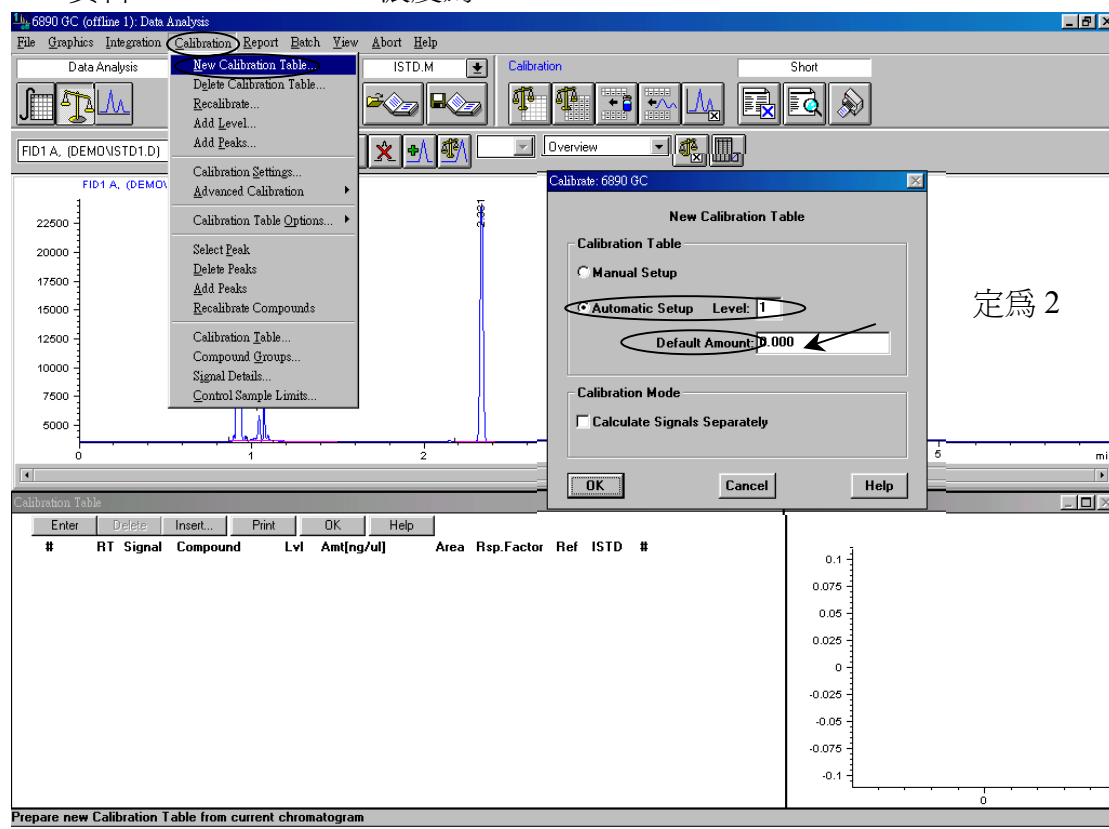 6890 GC (offline 1): Data Analysis
File Graphics Integration Calibration Report Batch View Abort Help
Data Analysis
ISTD.M
Calibration
Short
New Calibration Table...
Delete Calibration Table...
Recalibrate...
Add Level...
Add Peaks...
Calibration Settings...
Advanced Calibration
Calibration Table Options...
Select Peak
Delete Peaks
Add Peaks
Recalibrate Compounds
Calibration Table...
Compound Groups...
Signal Details...
Control Sample Limits...
FID1 A, (DEMO\ISTD1.D)
Overview
FID1 A, (DEMO\
22500
20000
17500
15000
12500
10000
7500
5000
0 1 2 5 mi
Calibrate: 6890 GC
New Calibration Table
Calibration Table
Manual Setup
Automatic Setup Level: 1
Default Amount: 0.000
Calibration Mode
Calculate Signals Separately
OK Cancel Help
定爲 2
Calibration Table
Enter Delete Insert... Print OK Help
# RT Signal Compound Lvl Amt[ng/ul] Area Rsp.Factor Ref ISTD #
0.1
0.075
0.05
0.025
0
-0.025
-0.05
-0.075
-0.1
0
Prepare new Calibration Table from current chromatogram